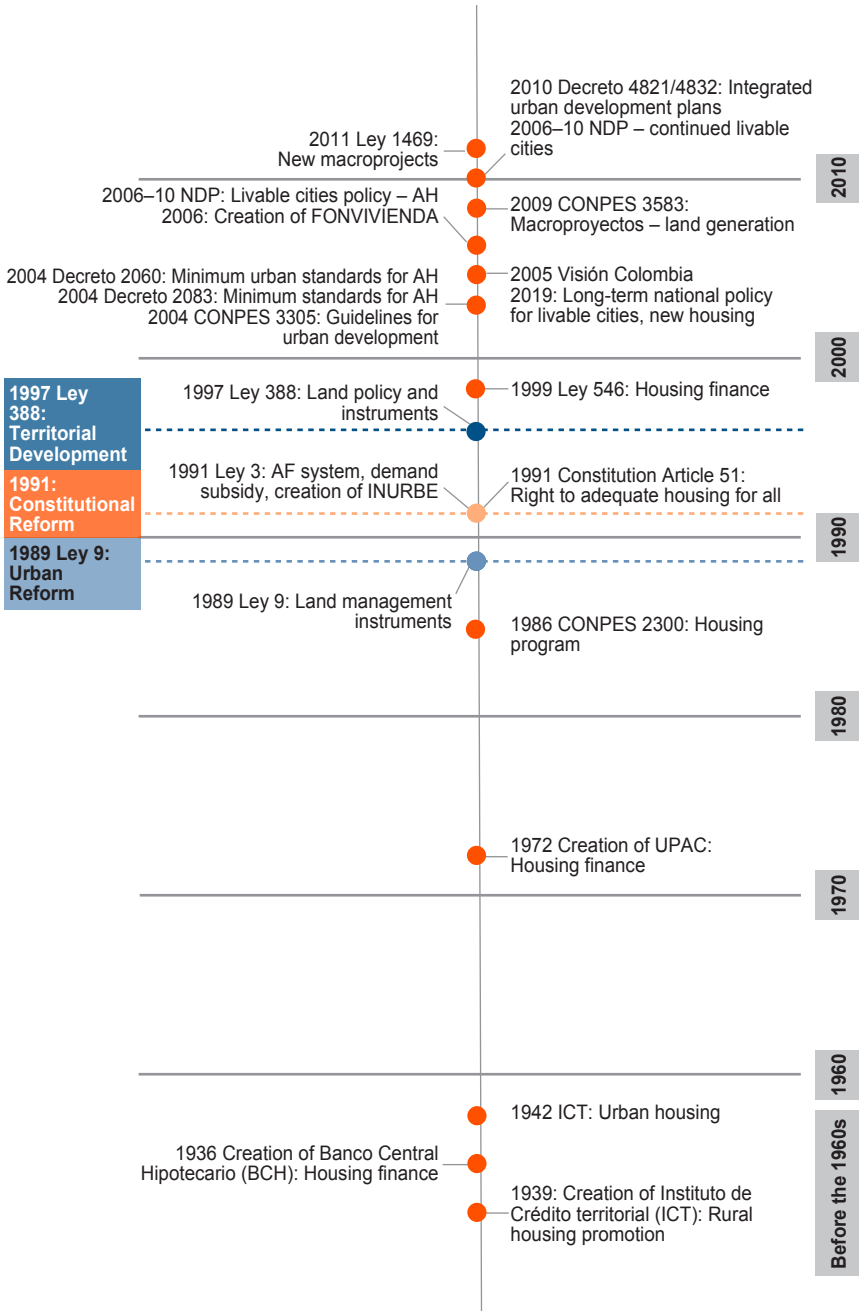 2010 Decreto 4821/4832: Integrated
urban development plans
2006–10 NDP – continued livable
cities
2011 Ley 1469:
New macroprojects
2010
2006–10 NDP: Livable cities policy – AH
2006: Creation of FONVIVIENDA
2009 CONPES 3583:
Macroproyectos – land generation
2004 Decreto 2060: Minimum urban standards for AH
2004 Decreto 2083: Minimum standards for AH
2004 CONPES 3305: Guidelines for
urban development
2005 Visión Colombia
2019: Long-term national policy
for livable cities, new housing
2000
1997 Ley
388:
Territorial
Development
1997 Ley 388: Land policy and
instruments
1999 Ley 546: Housing finance
1991:
Constitutional
Reform
1991 Ley 3: AF system, demand
subsidy, creation of INURBE
1991 Constitution Article 51:
Right to adequate housing for all
1990
1989 Ley 9:
Urban
Reform
1989 Ley 9: Land management
instruments
1986 CONPES 2300: Housing
program
1980
1972 Creation of UPAC:
Housing finance
1970
1960
1942 ICT: Urban housing
1936 Creation of Banco Central
Hipotecario (BCH): Housing finance
1939: Creation of Instituto de
Crédito territorial (ICT): Rural
housing promotion
Before the 1960s